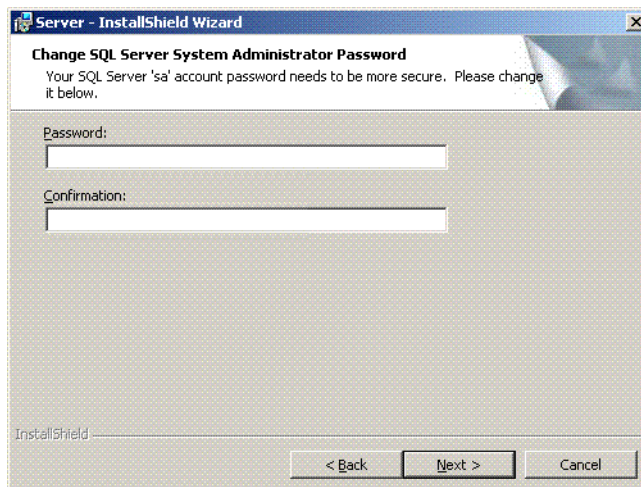 Server - InstallShield Wizard
Change SQL Server System Administrator Password
Your SQL Server 'sa' account password needs to be more secure. Please change
it below.
Password:
Confirmation:
InstallShield
< Back
Next >
Cancel